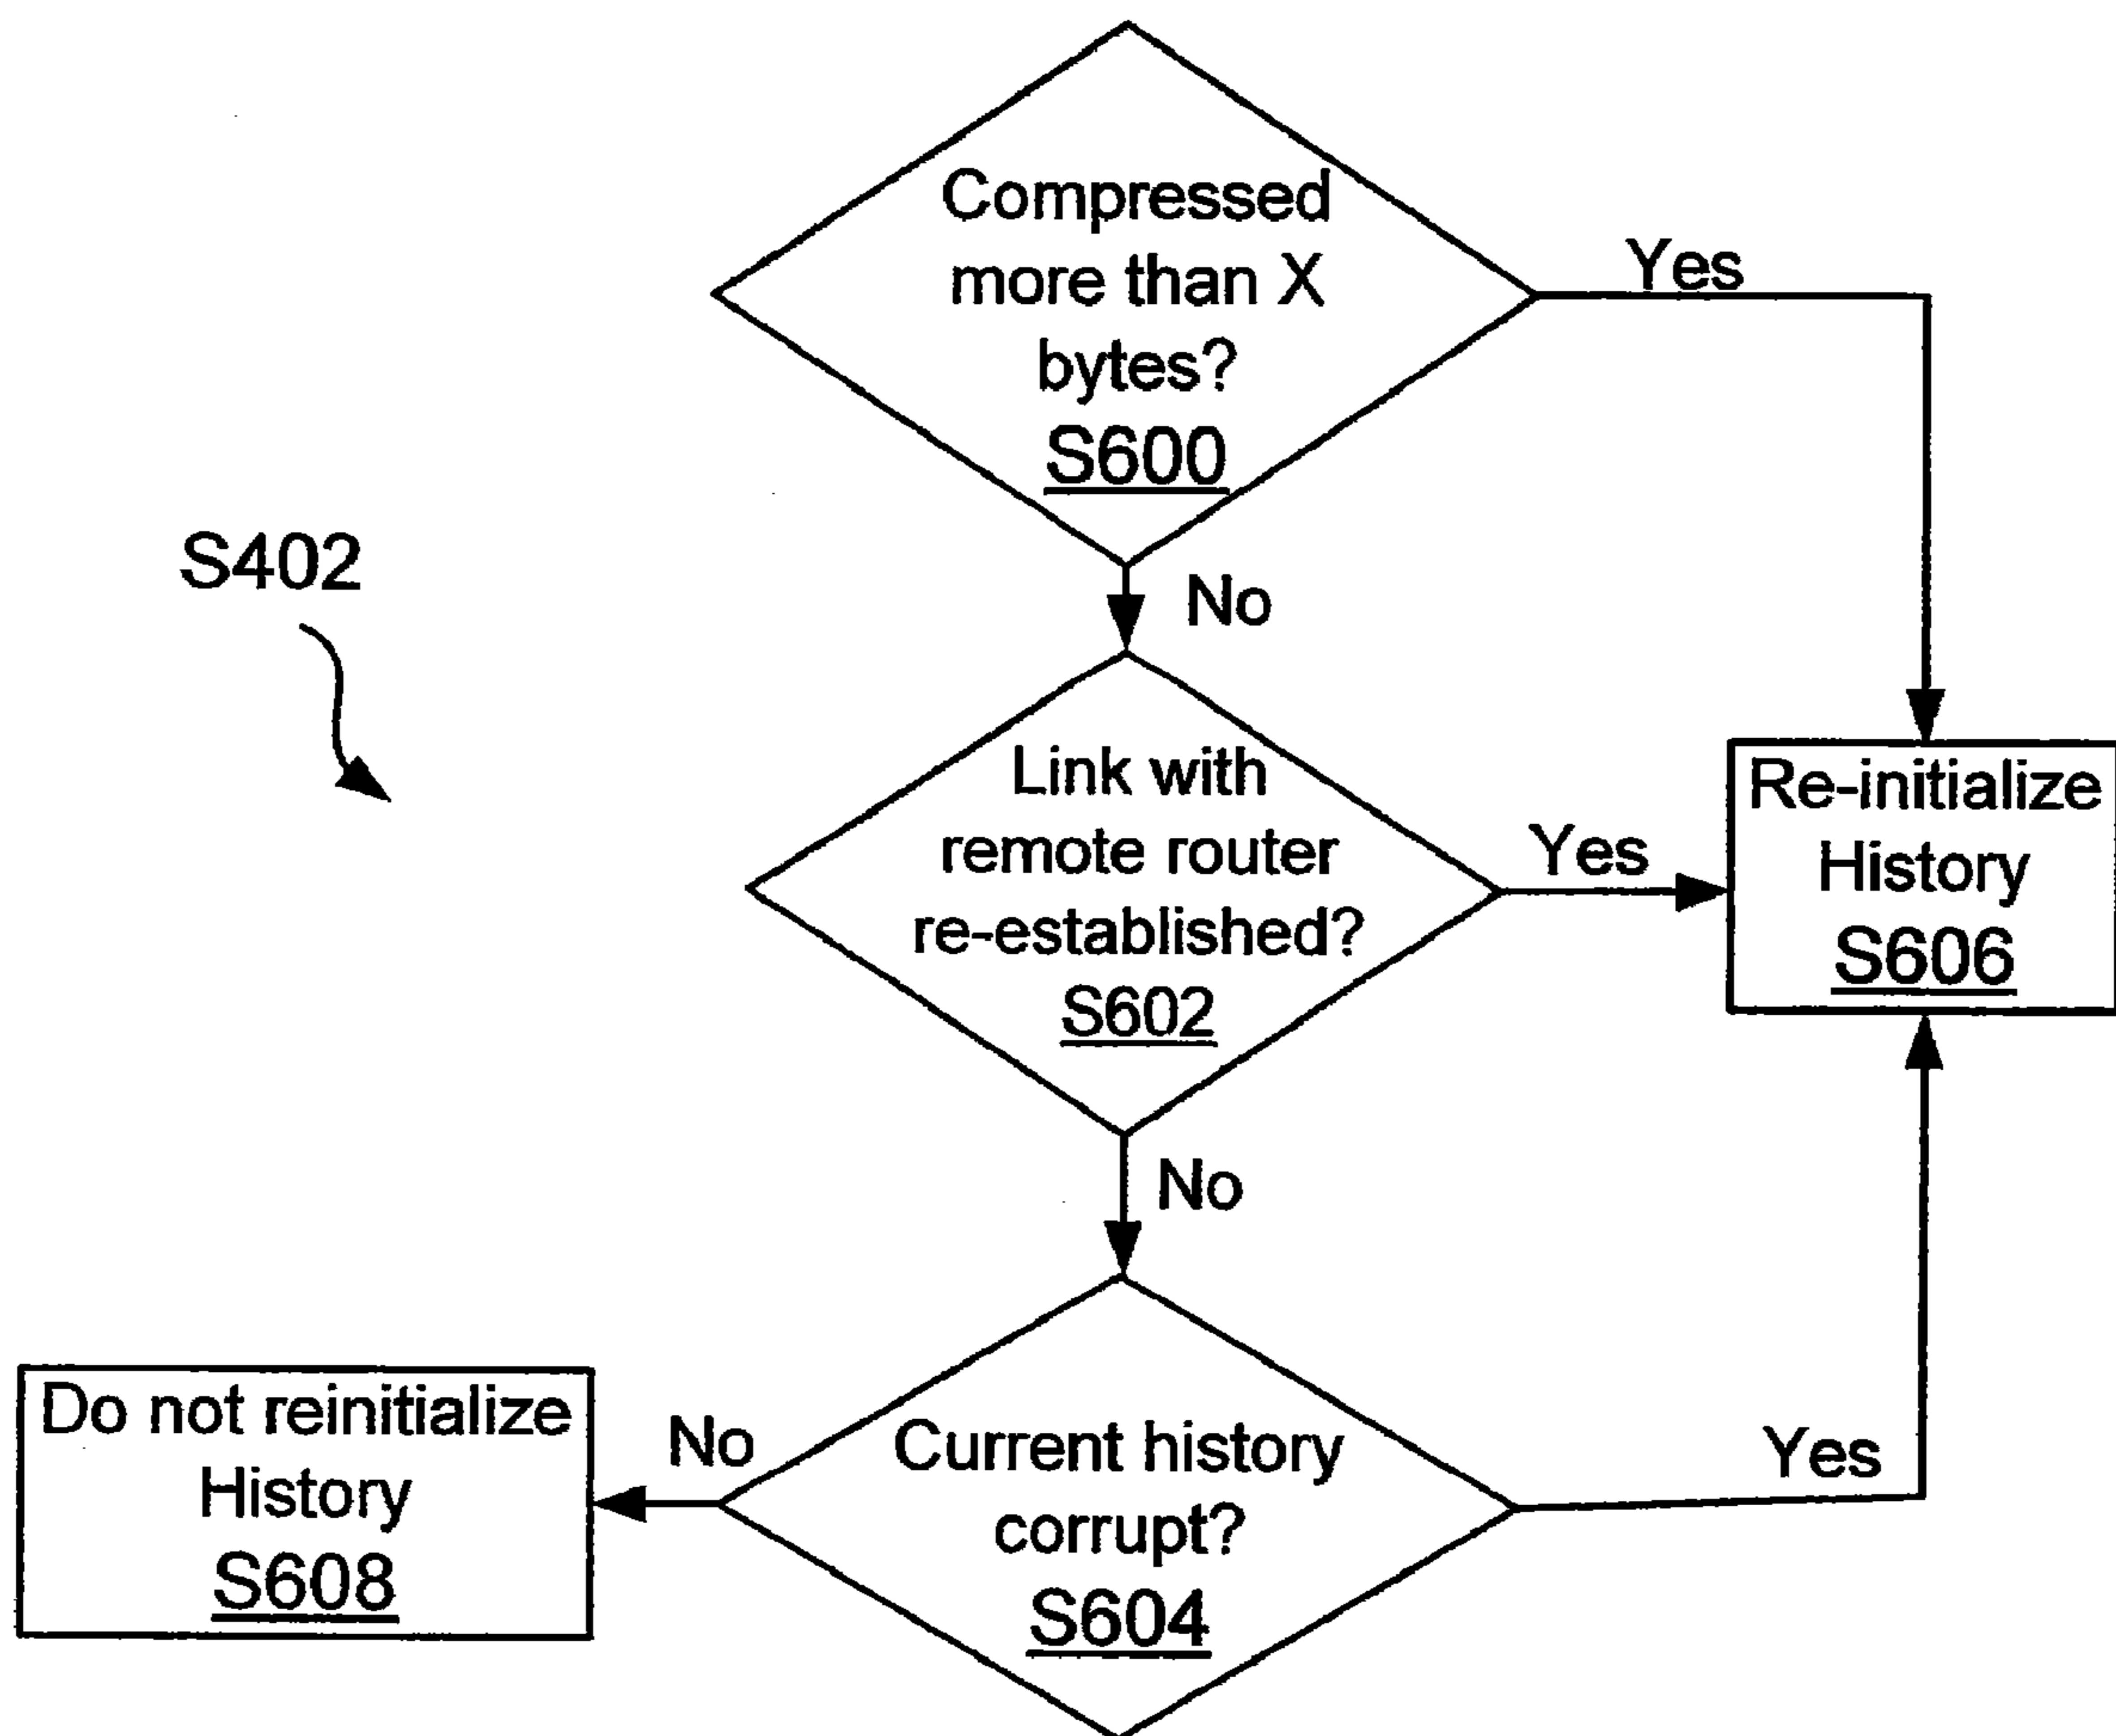 Compressed
more than X
bytes?
S600
Yes
No
S402
Link with
remote router
re-established?
S602
Yes
Re-initialize
History
S606
No
Current history
corrupt?
S604
Yes
No
Do not reinitialize
History
S608